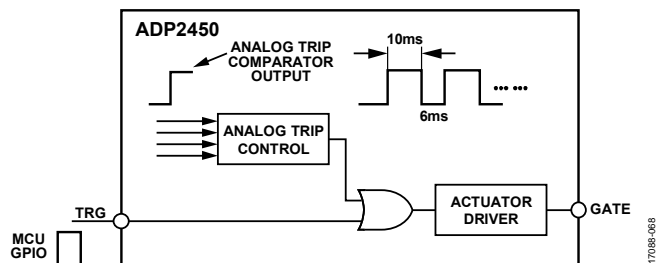 ADP2450
ANALOG TRIP
COMPARATOR
OUTPUT
10ms
6ms
ANALOG TRIP
CONTROL
TRG
MCU
GPIO
ACTUATOR
DRIVER
GATE
17088-068